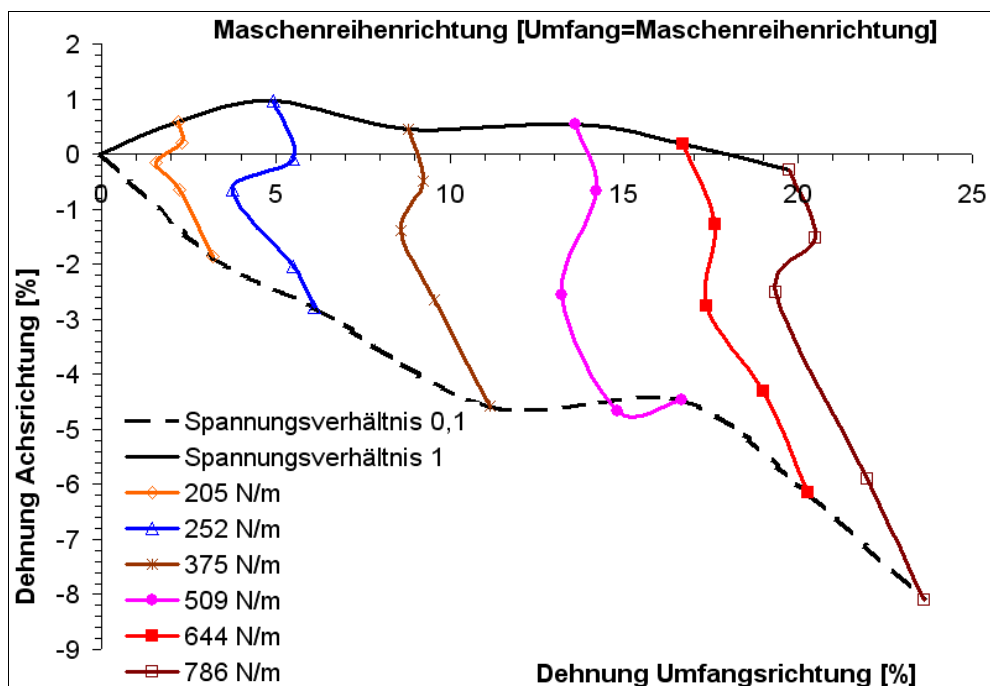 Maschenreihenrichtung [Umfang=Maschenreihenrichtung]
2
1
0
-1
-2
-3
-4
-5
-6
-7
-8
-9
0 5 10 15 20 25
Dehnung Achsrichtung [%]
Spannungsverhältnis 0,1
Spannungsverhältnis 1
205 N/m
252 N/m
375 N/m
509 N/m
644 N/m
786 N/m
Dehnung Umfangsrichtung [%]